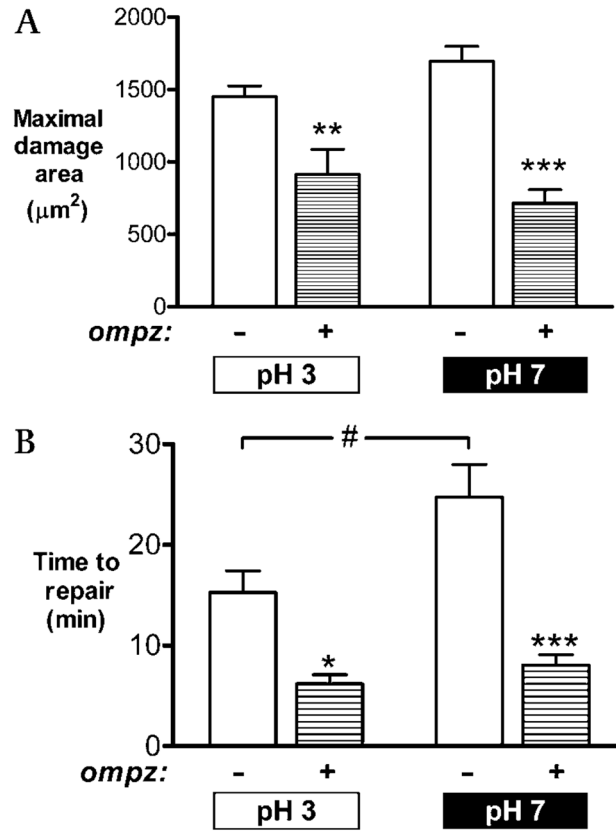 A
2000
1500
1000
500
0
Maximal
damage
area
(μm²)
**
***
ompz: - + - +
pH 3 pH 7
B
30
20
10
0
Time to
repair
(min)
#
*
***
ompz: - + - +
pH 3 pH 7